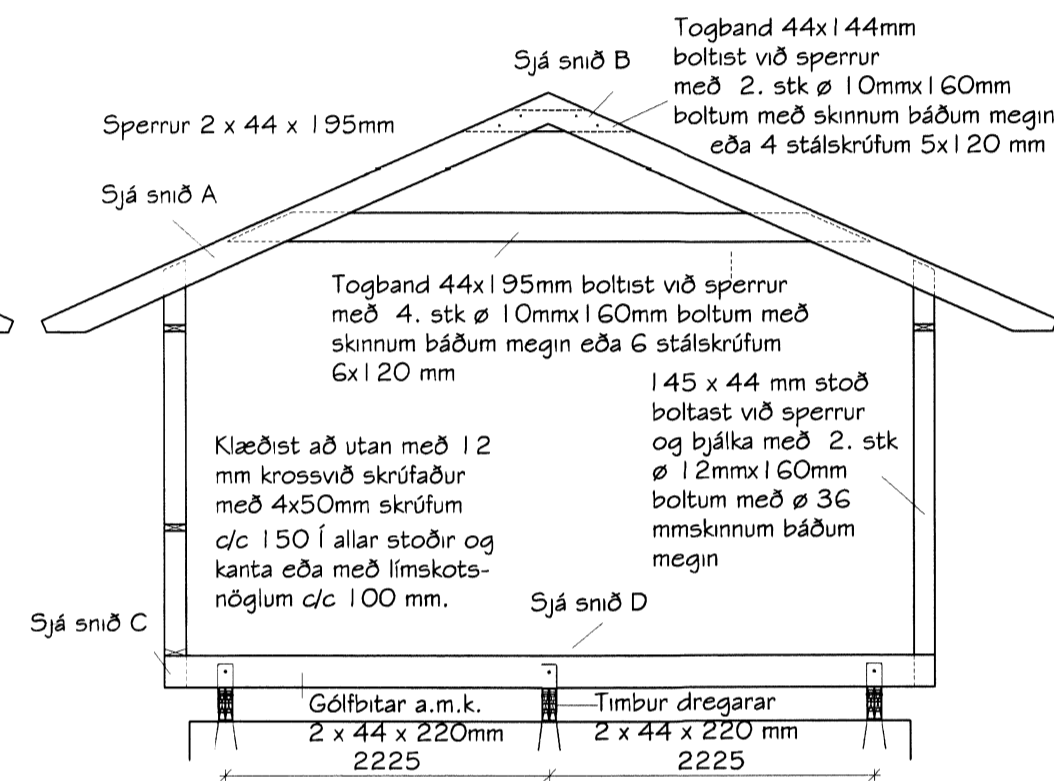 Togband 44x144mm
boltist við sperrur
með 2. stk ø 10mmx160mm
boltum með skinnum báðum megin
eða 4 stálskrúfum 5x120 mm
Sjá snið B
Sperrur 2 x 44 x 195mm
Sjá snið A
Togband 44x195mm boltist við sperrur
með 4. stk ø 10mmx160mm boltum með
skinnum báðum megin eða 6 stálskrúfum
6x120 mm
145 x 44 mm stoð
boltast við sperrur
og bjálka með 2. stk
ø 12mmx160mm
boltum með ø 36
mmskinnum báðum
megin
Klæðist að utan með 12
mm krossvið skrúfaður
með 4x50mm skrúfum
c/c 150 Í allar stoðir og
kanta eða með límskots-
nöglum c/c 100 mm.
Sjá snið C
Sjá snið D
Gólfbitar a.m.k.
2 x 44 x 220mm
Timbur dregarar
2 x 44 x 220 mm
2225
2225